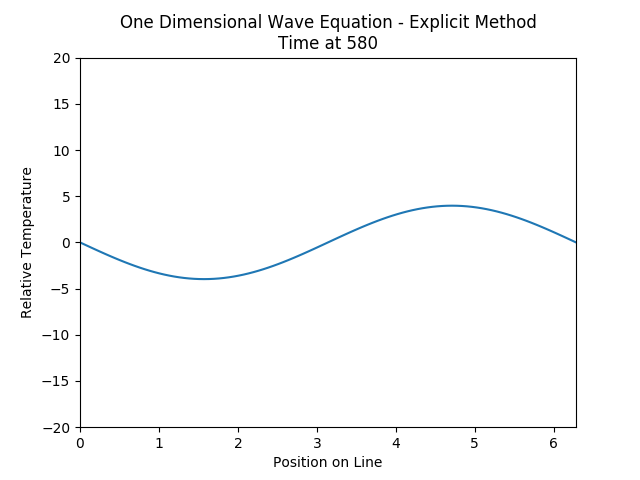 One Dimensional Wave Equation - Explicit Method
Time at 580
20
15
10
5
0
−5
−10
−15
−20
Relative Temperature
0 1 2 3 4 5 6
Position on Line